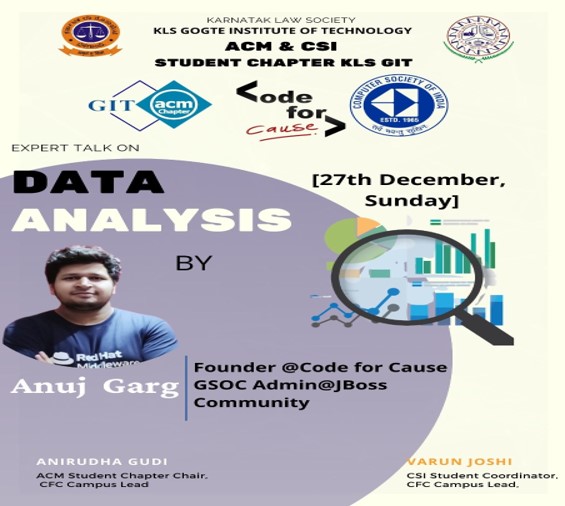 KARNATAK LAW SOCIETY
KLS GOGTE INSTITUTE OF TECHNOLOGY
ACM & CSI
STUDENT CHAPTER KLS GIT
GIT acm Chapter
<ode for Cause>
COMPUTER SOCIETY OF INDIA
ESTD. 1965
EXPERT TALK ON
DATA
ANALYSIS
[27th December,
Sunday]
BY
RedHat
Middleware
Anuj Garg
Founder @Code for Cause
GSOC Admin@JBoss
Community
ANIRUDHA GUDI
ACM Student Chapter Chair,
CFC Campus Lead
VARUN JOSHI
CSI Student Coordinator,
CFC Campus Lead,